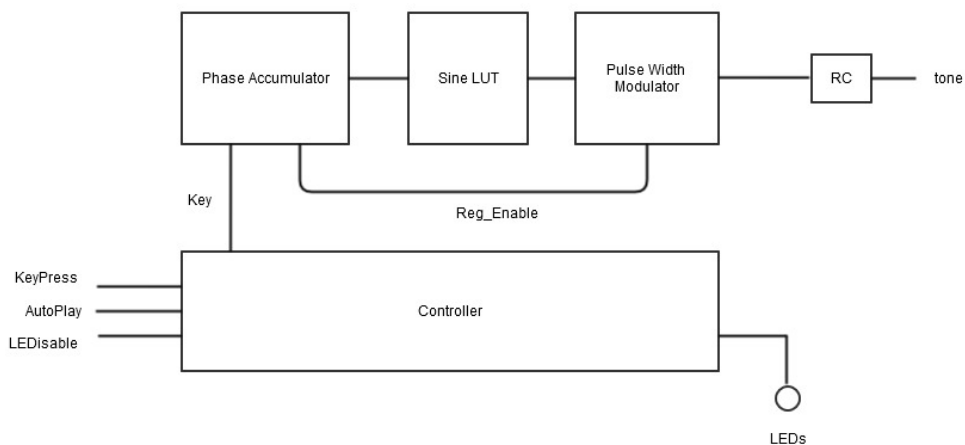 Phase Accumulator
Sine LUT
Pulse Width
Modulator
RC
tone
Key
Reg_Enable
KeyPress
AutoPlay
LEDisable
Controller
LEDs